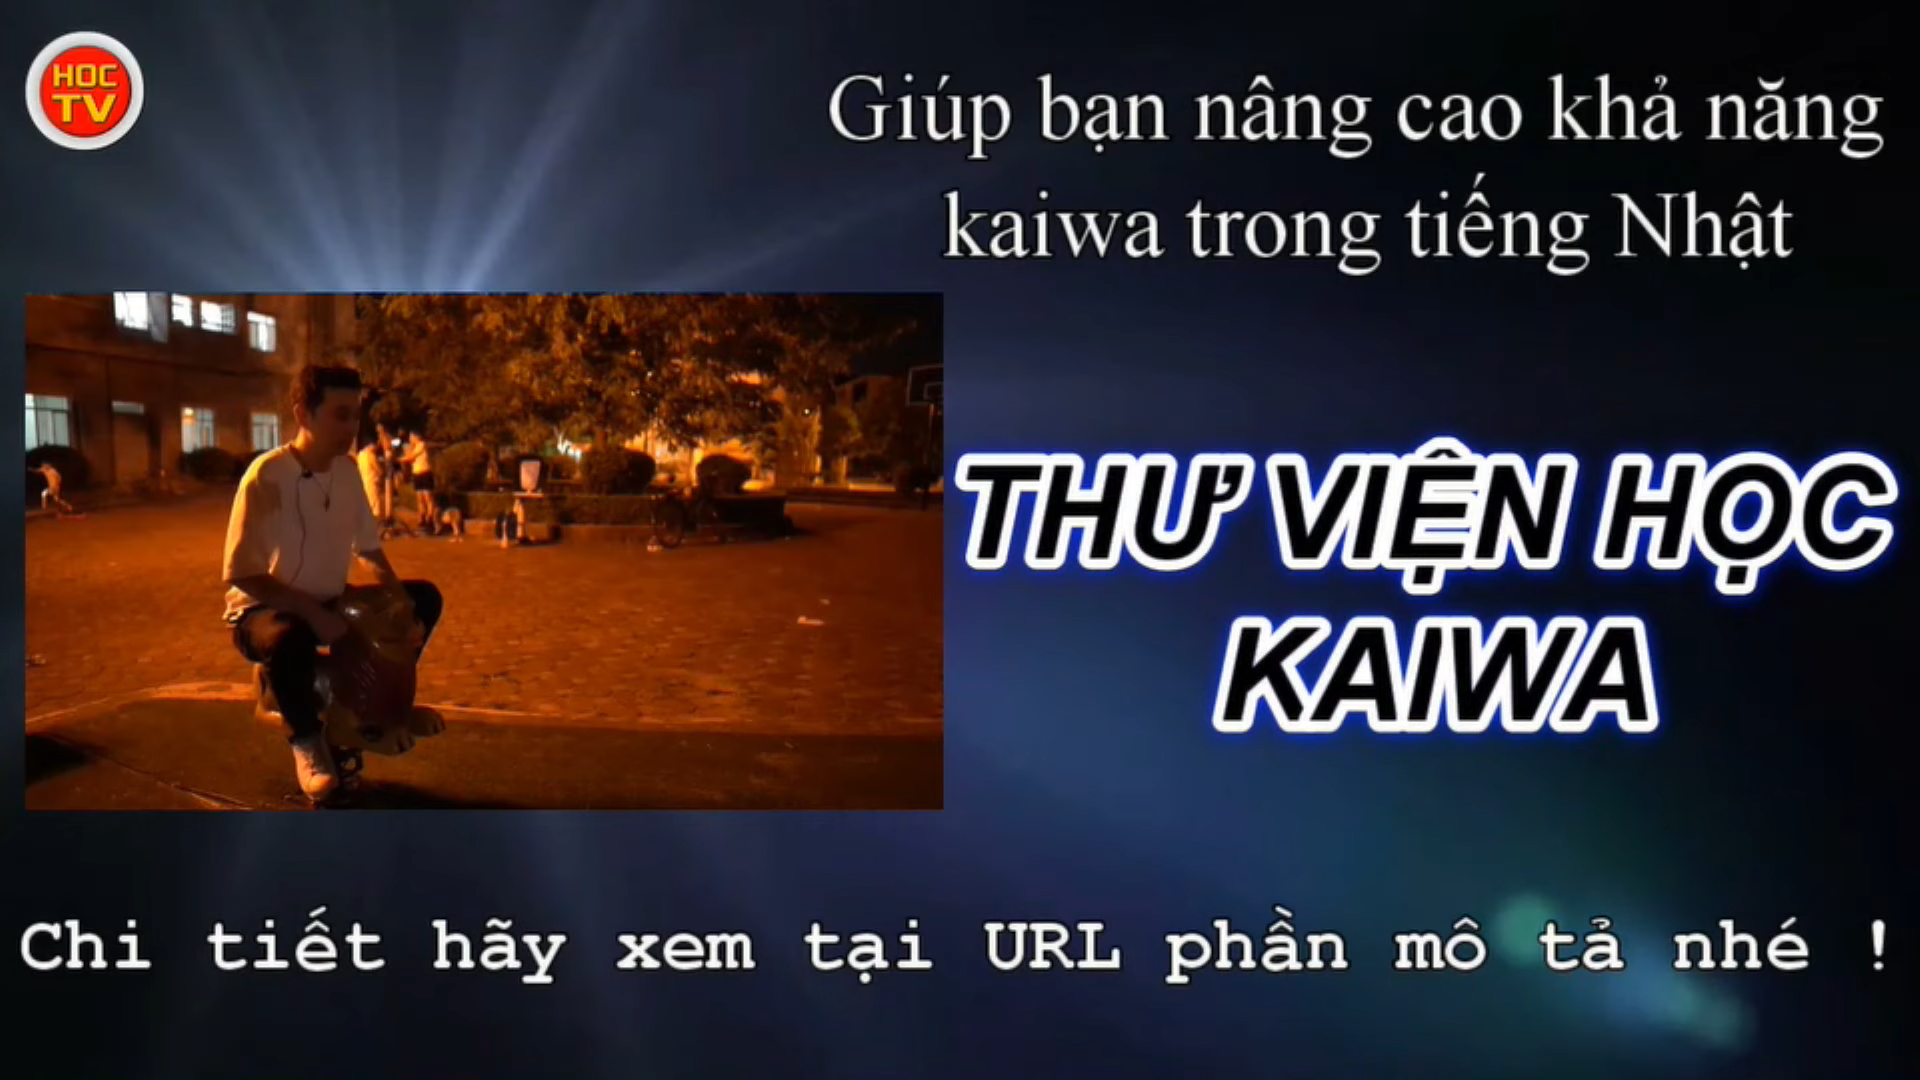 HỌC
TV
Giúp bạn nâng cao khả năng
kaiwa trong tiếng Nhật
THƯ VIỆN HỌC
KAIWA
Chi tiết hãy xem tại URL phần mô tả nhé !